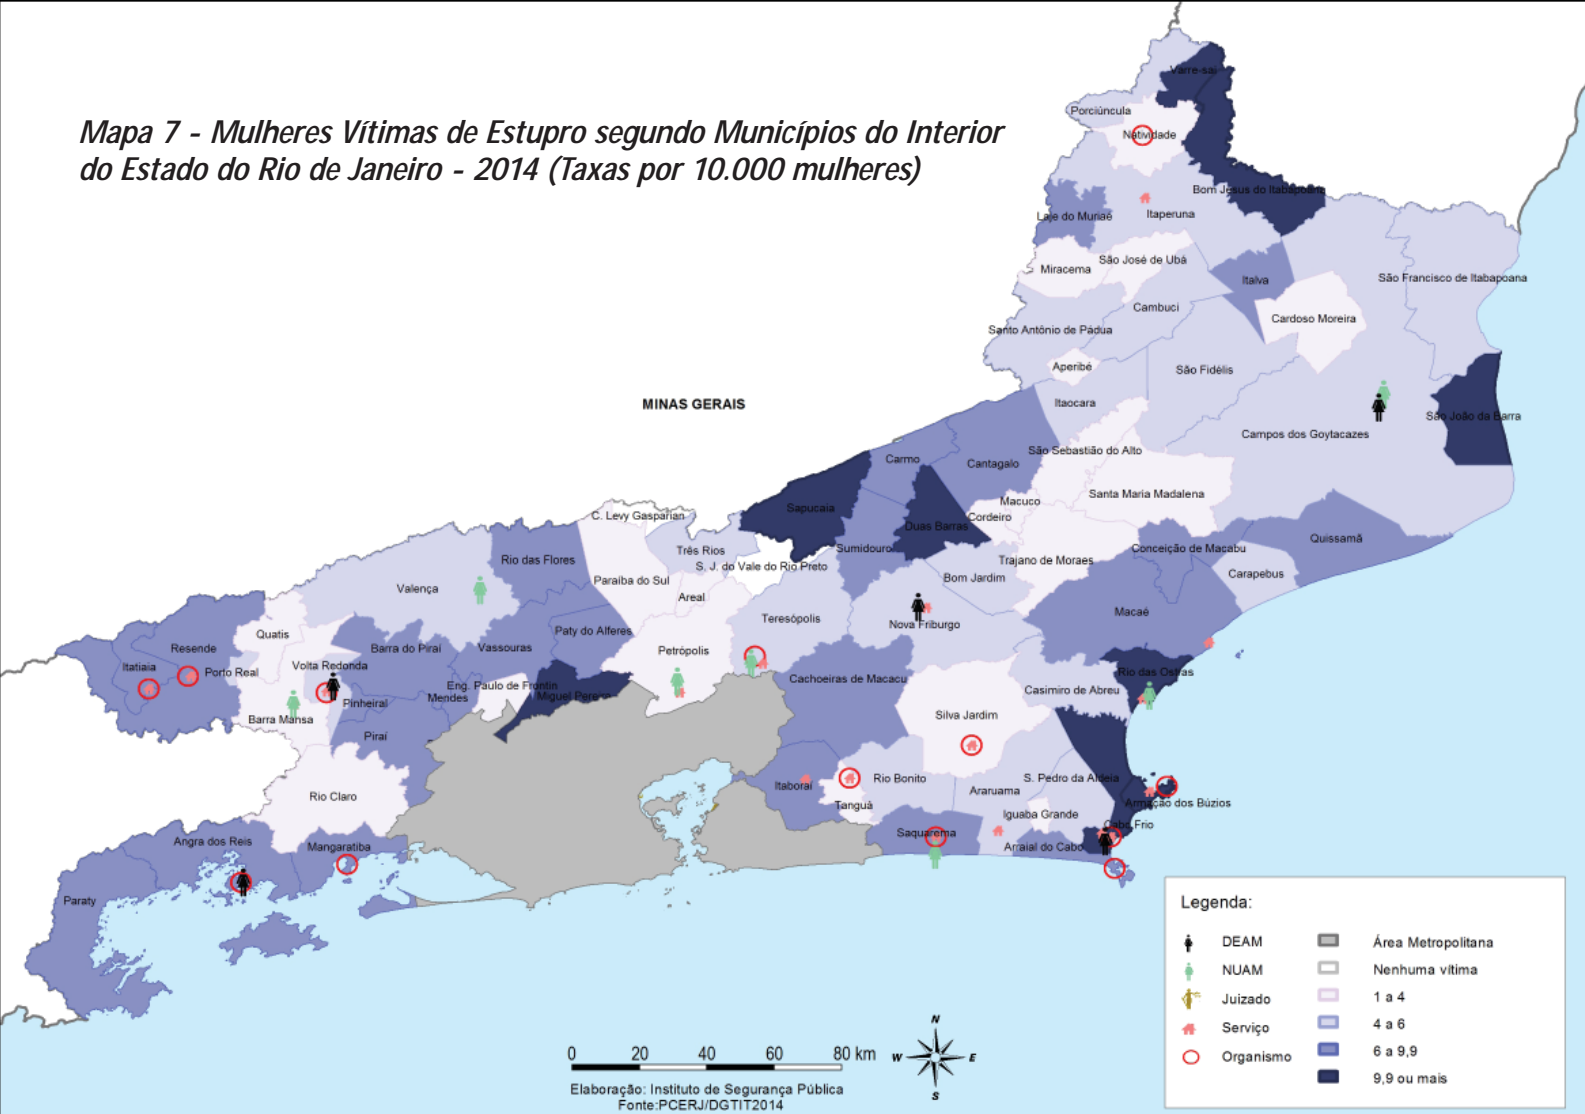 Mapa 7 - Mulheres Vítimas de Estupro segundo Municípios do Interior
do Estado do Rio de Janeiro - 2014 (Taxas por 10.000 mulheres)
Varre-sai
Porciúncula
Natividade
Bom Jesus do Itabapoana
Laje do Muriaé
Itaperuna
Miracema
São José de Ubá
Italva
São Francisco de Itabapoana
Cambuci
Cardoso Moreira
Santo Antônio de Pádua
Aperibé
São Fidélis
MINAS GERAIS
Itaocara
São João da Barra
Campos dos Goytacazes
São Sebastião do Alto
Carmo
Cantagalo
Santa Maria Madalena
Macuco
Sapucaia
C. Levy Gasparian
Cordeiro
Duas Barras
Quissamã
Três Rios
Sumidouro
Conceição de Macabu
Rio das Flores
S. J. do Vale do Rio Preto
Trajano de Moraes
Carapebus
Paraíba do Sul
Bom Jardim
Valença
Areal
Macaé
Teresópolis
Nova Friburgo
Paty do Alferes
Quatis
Resende
Barra do Piraí
Vassouras
Petrópolis
Itatiaia
Porto Real
Volta Redonda
Rio das Ostras
Cachoeiras de Macacu
Eng. Paulo de Frontin
Casimiro de Abreu
Mendes
Miguel Pereira
Pinheiral
Barra Mansa
Silva Jardim
Piraí
Rio Bonito
S. Pedro da Aldeia
Itaboraí
Araruama
Rio Claro
Tanguá
Armação dos Búzios
Iguaba Grande
Cabo Frio
Saquarema
Angra dos Reis
Mangaratiba
Arraial do Cabo
Paraty
Legenda:
DEAM
NUAM
Juizado
Serviço
Organismo
Área Metropolitana
Nenhuma vítima
1 a 4
4 a 6
6 a 9,9
9,9 ou mais
N
W
E
S
0 20 40 60 80 km
Elaboração: Instituto de Segurança Pública
Fonte:PCERJ/DGTIT2014